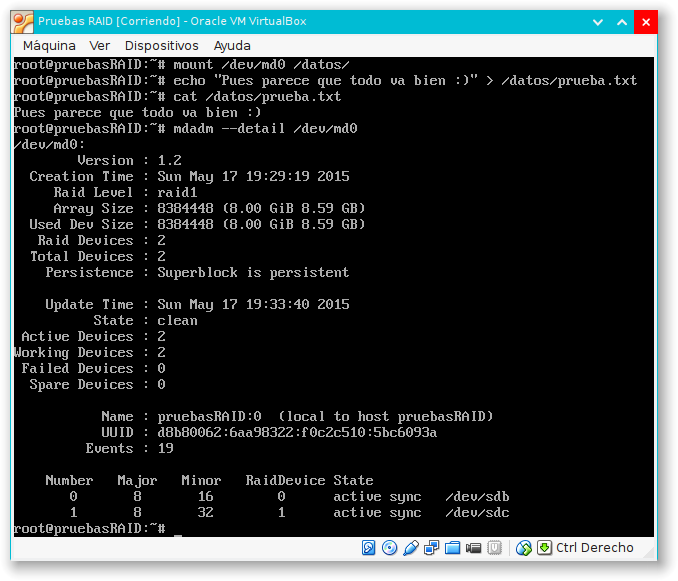 Pruebas RAID [Corriendo] - Oracle VM VirtualBox
Máquina Ver Dispositivos Ayuda
root@pruebasRAID:~# mount /dev/md0 /datos/
root@pruebasRAID:~# echo "Pues parece que todo va bien :)" > /datos/prueba.txt
root@pruebasRAID:~# cat /datos/prueba.txt
Pues parece que todo va bien :)
root@pruebasRAID:~# mdadm --detail /dev/md0
/dev/md0:
Version : 1.2
Creation Time : Sun May 17 19:29:19 2015
Raid Level : raid1
Array Size : 8384448 (8.00 GiB 8.59 GB)
Used Dev Size : 8384448 (8.00 GiB 8.59 GB)
Raid Devices : 2
Total Devices : 2
Persistence : Superblock is persistent
Update Time : Sun May 17 19:33:40 2015
State : clean
Active Devices : 2
Working Devices : 2
Failed Devices : 0
Spare Devices : 0
Name : pruebasRAID:0 (local to host pruebasRAID)
UUID : d8b80062:6aa98322:f0c2c510:5bc6093a
Events : 19
Number Major Minor RaidDevice State
0 8 16 0 active sync /dev/sdb
1 8 32 1 active sync /dev/sdc
root@pruebasRAID:~# _
Ctrl Derecho